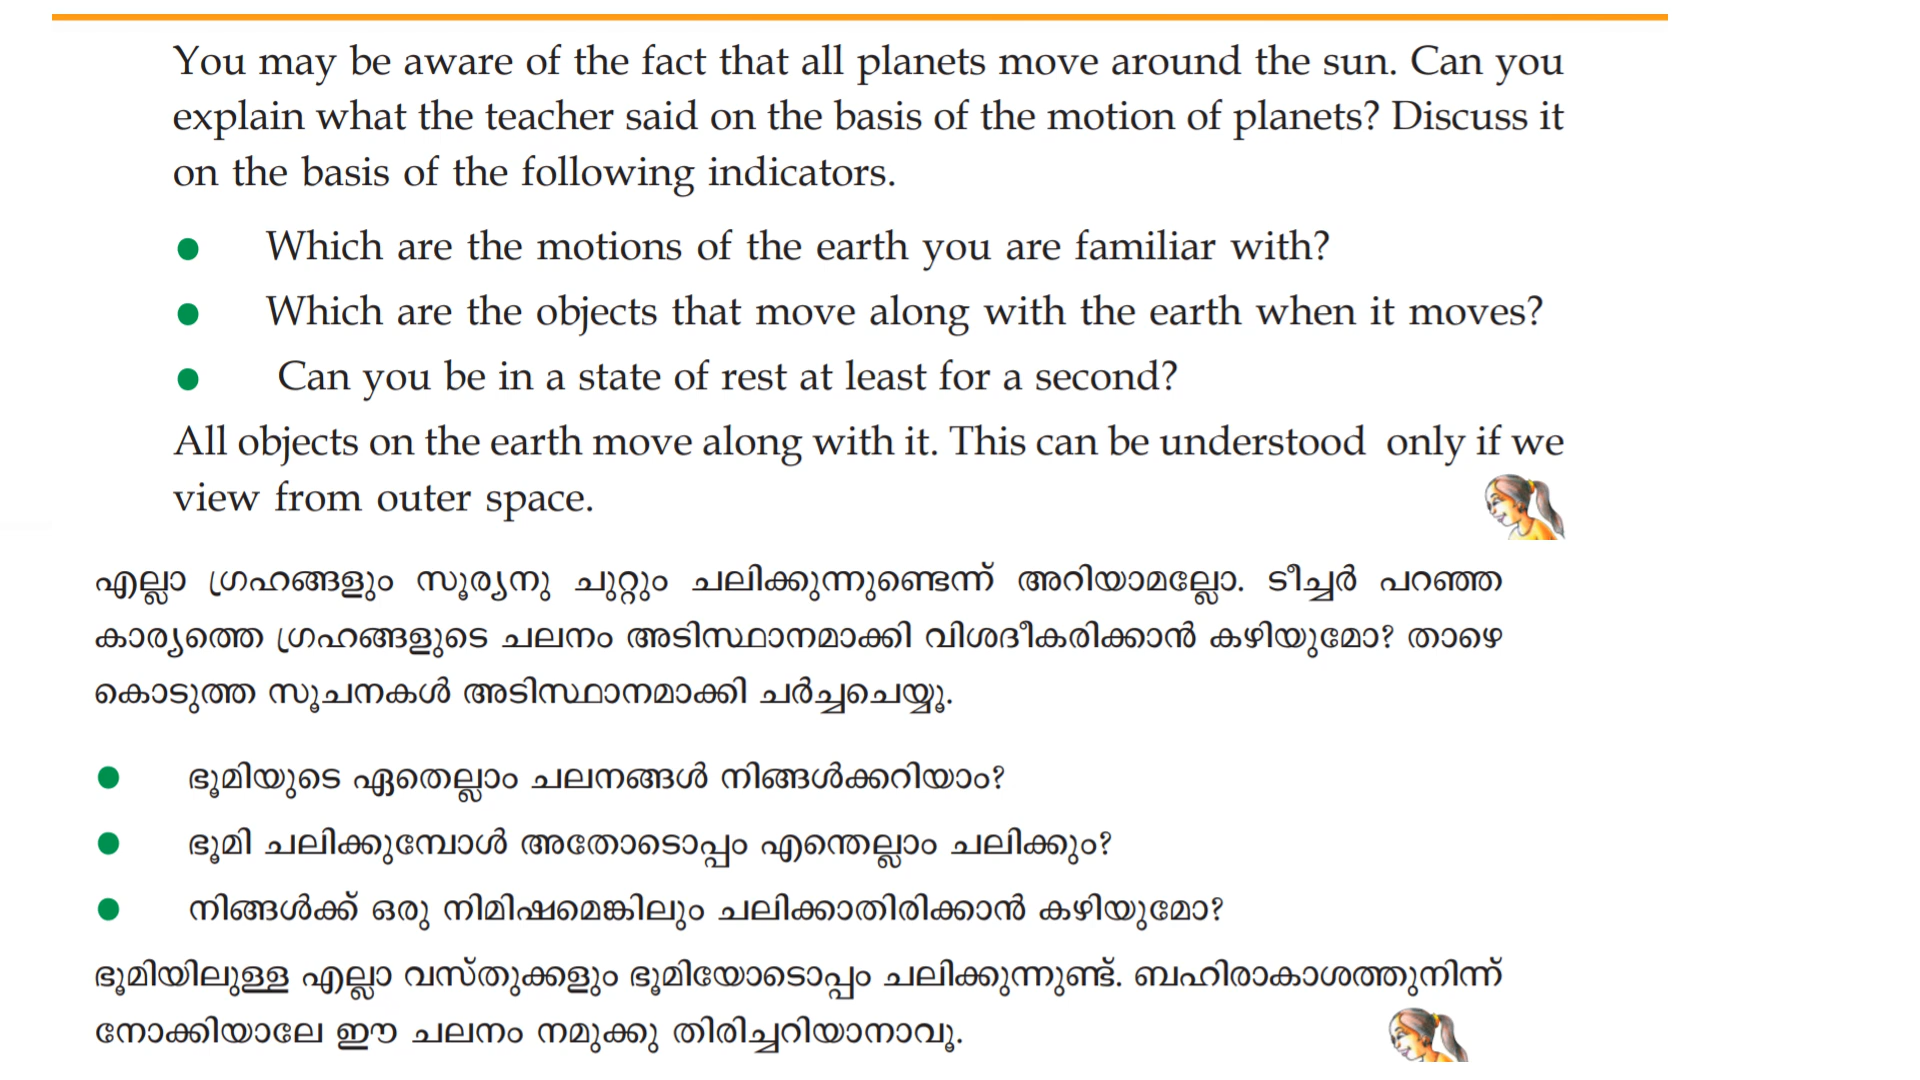 You may be aware of the fact that all planets move around the sun. Can you
explain what the teacher said on the basis of the motion of planets? Discuss it
on the basis of the following indicators.
● Which are the motions of the earth you are familiar with?
● Which are the objects that move along with the earth when it moves?
● Can you be in a state of rest at least for a second?
All objects on the earth move along with it. This can be understood only if we
view from outer space.
എല്ലാ ഗ്രഹങ്ങളും സൂര്യനു ചുറ്റും ചലിക്കുന്നുണ്ടെന്ന് അറിയാമല്ലോ. ടീച്ചർ പറഞ്ഞ
കാര്യത്തെ ഗ്രഹങ്ങളുടെ ചലനം അടിസ്ഥാനമാക്കി വിശദീകരിക്കാൻ കഴിയുമോ? താഴെ
കൊടുത്ത സൂചനകൾ അടിസ്ഥാനമാക്കി ചർച്ചചെയ്യൂ.
● ഭൂമിയുടെ ഏതെല്ലാം ചലനങ്ങൾ നിങ്ങൾക്കറിയാം?
● ഭൂമി ചലിക്കുമ്പോൾ അതോടൊപ്പം എന്തെല്ലാം ചലിക്കും?
● നിങ്ങൾക്ക് ഒരു നിമിഷമെങ്കിലും ചലിക്കാതിരിക്കാൻ കഴിയുമോ?
ഭൂമിയിലുള്ള എല്ലാ വസ്തുക്കളും ഭൂമിയോടൊപ്പം ചലിക്കുന്നുണ്ട്. ബഹിരാകാശത്തുനിന്ന്
നോക്കിയാലേ ഈ ചലനം നമുക്കു തിരിച്ചറിയാനാവൂ.